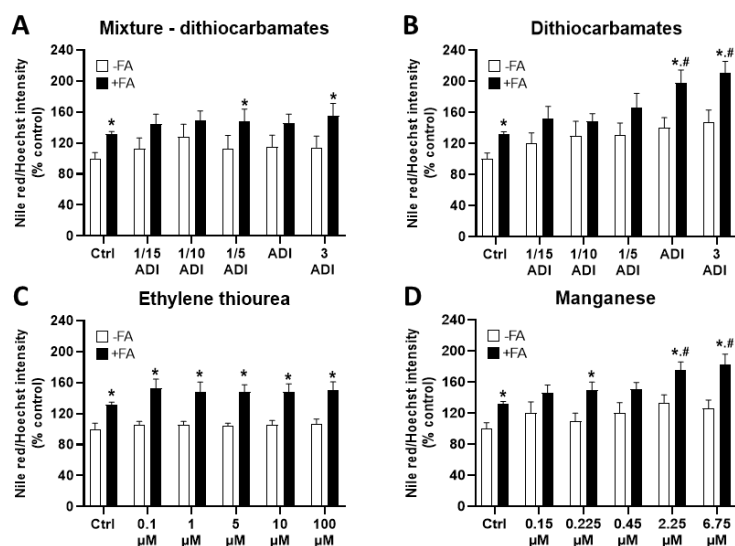 A
Mixture - dithiocarbamates
Nile red/Hoechst intensity
(% control)
240
200
160
120
80
40
0
-FA
+FA
*
*
*
Ctrl
1/15
ADI
1/10
ADI
1/5
ADI
ADI
3
ADI
B
Dithiocarbamates
Nile red/Hoechst intensity
(% control)
240
200
160
120
80
40
0
-FA
+FA
*
*.#
*.#
Ctrl
1/15
ADI
1/10
ADI
1/5
ADI
ADI
3
ADI
C
Ethylene thiourea
Nile red/Hoechst intensity
(% control)
240
200
160
120
80
40
0
-FA
+FA
*
*
*
*
*
*
Ctrl
0.1
µM
1
µM
5
µM
10
µM
100
µM
D
Manganese
Nile red/Hoechst intensity
(% control)
240
200
160
120
80
40
0
-FA
+FA
*
*
*.#
*.#
Ctrl
0.15
µM
0.225
µM
0.45
µM
2.25
µM
6.75
µM